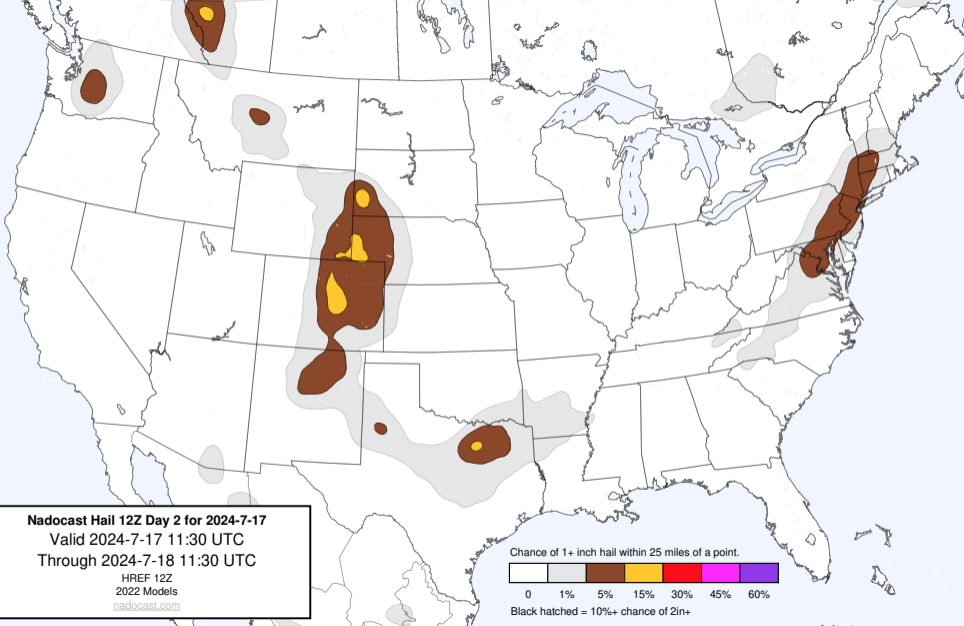 Nadocast Hail 12Z Day 2 for 2024-7-17
Valid 2024-7-17 11:30 UTC
Through 2024-7-18 11:30 UTC
HREF 12Z
2022 Models
nadocast.com
Chance of 1+ inch hail within 25 miles of a point.
0 1% 5% 15% 30% 45% 60%
Black hatched = 10%+ chance of 2in+